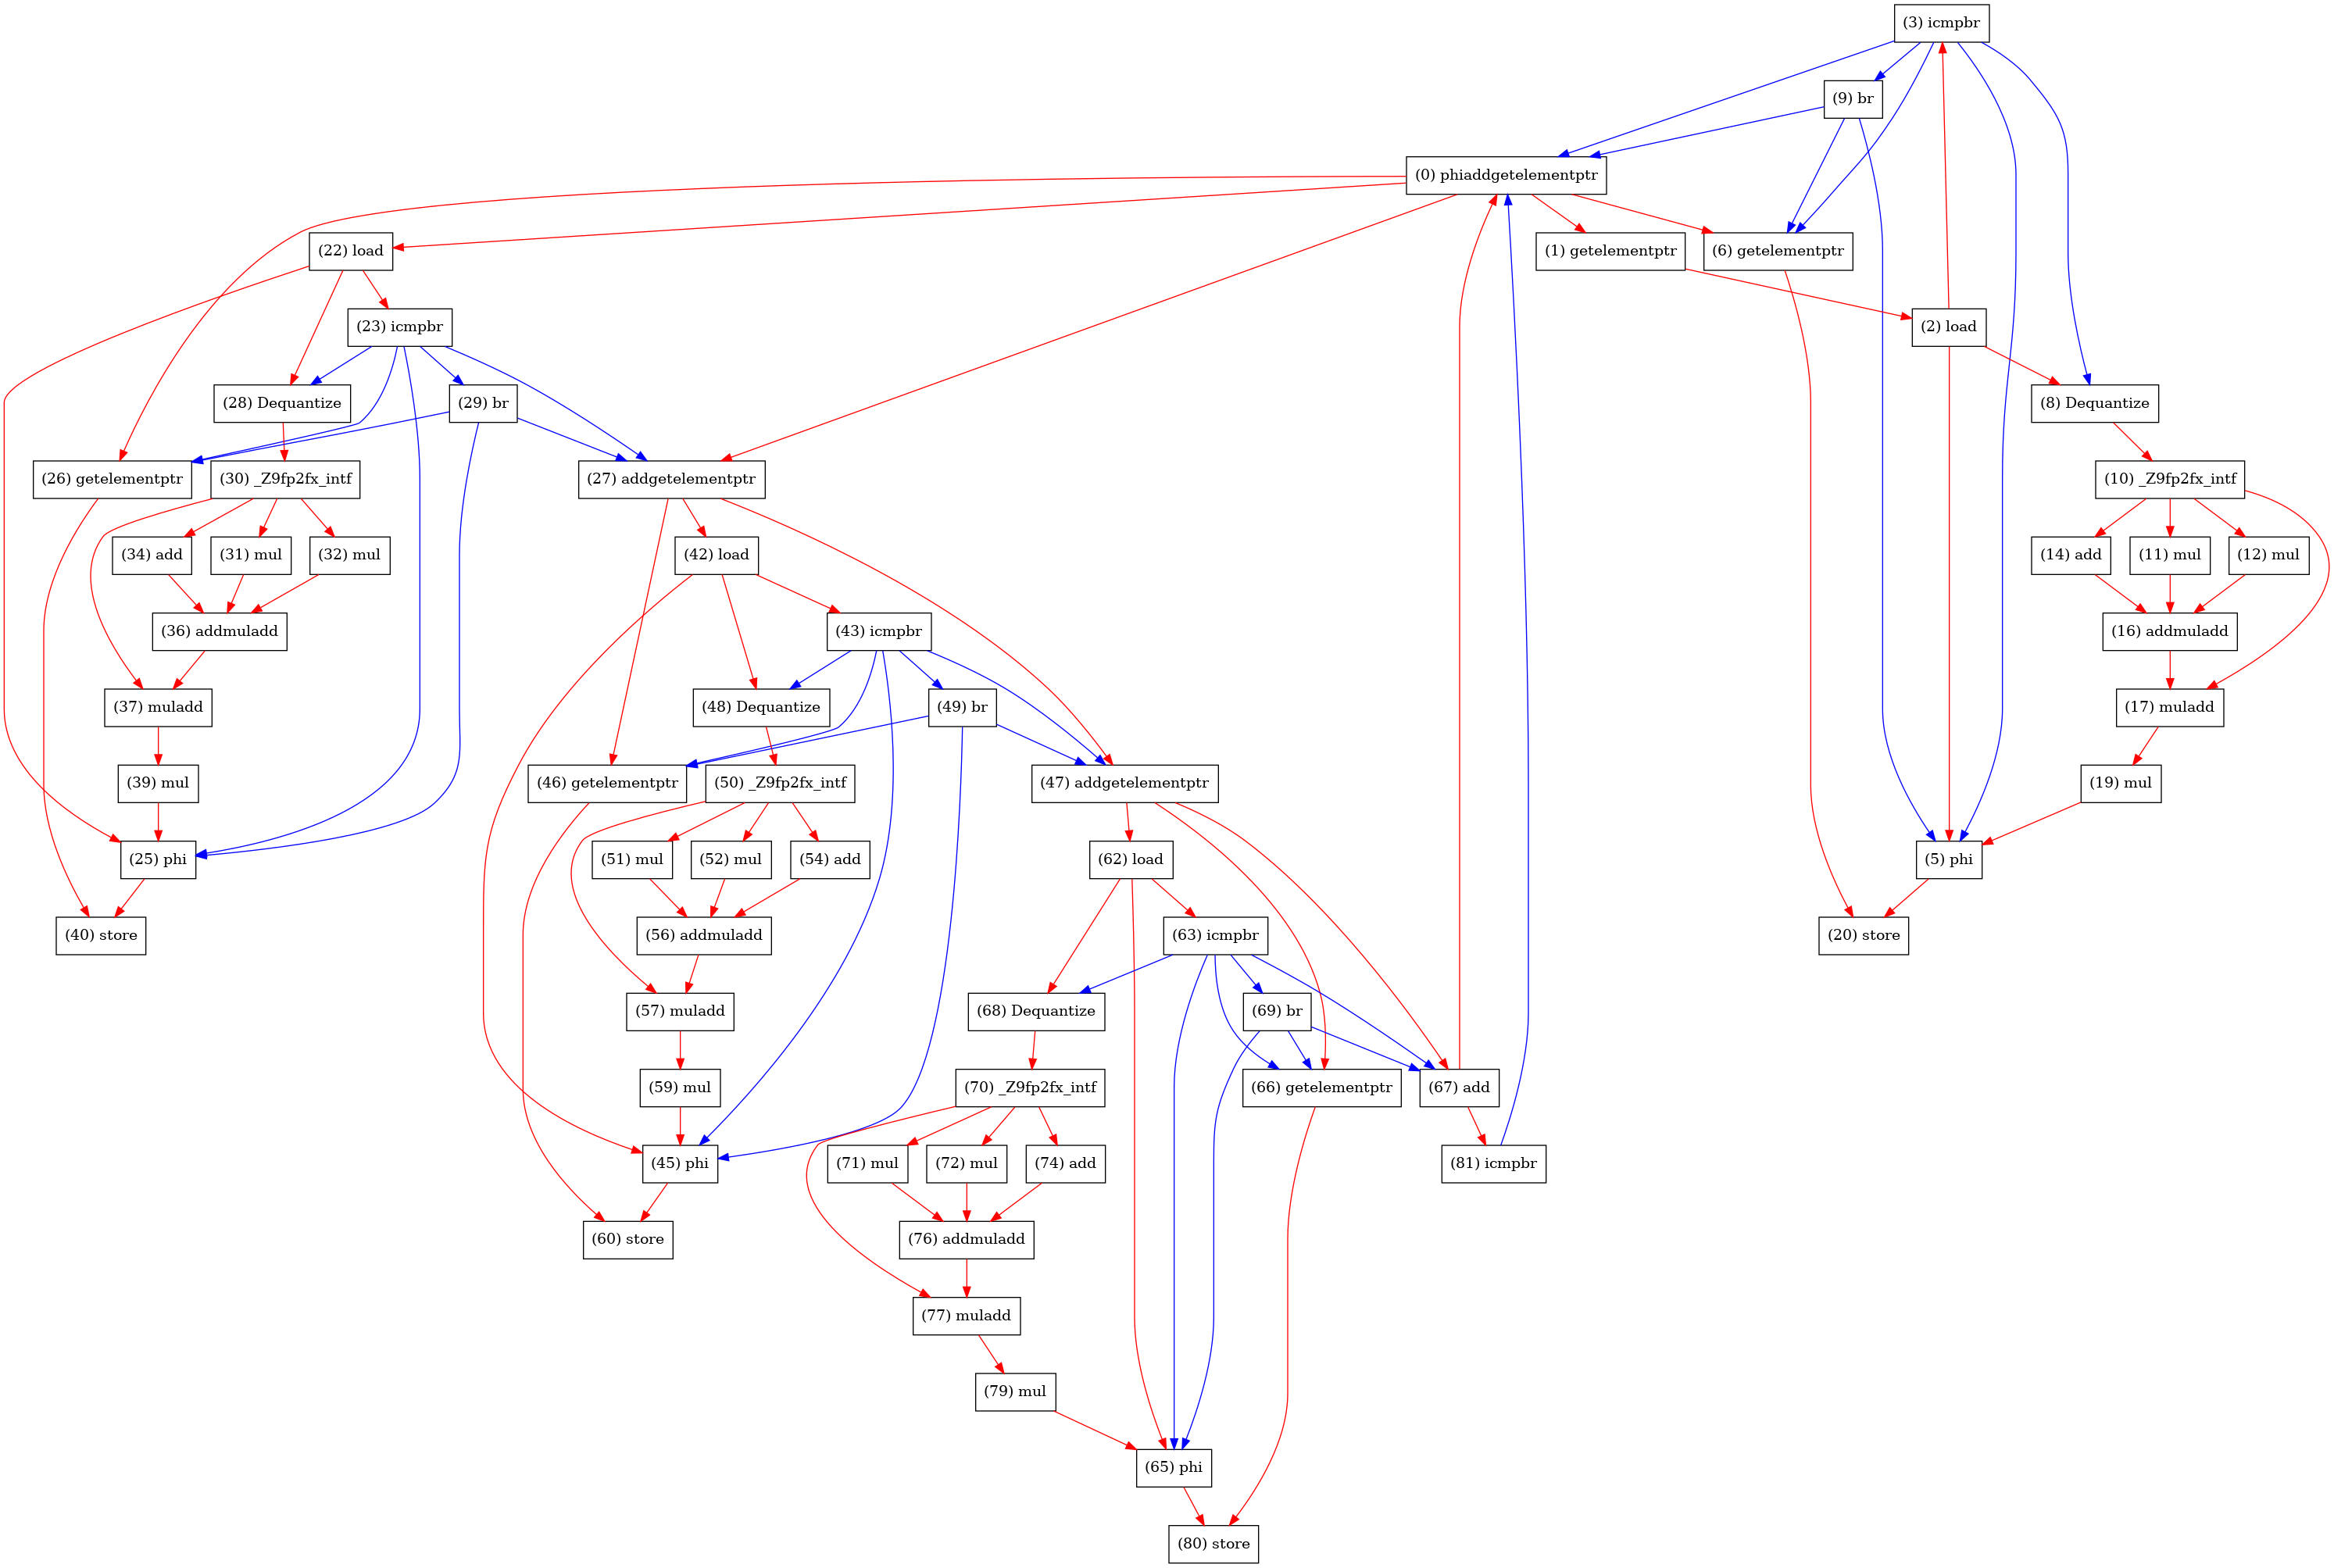 (3) icmpbr
(9) br
(0) phiaddgetelementptr
(22) load
(1) getelementptr
(6) getelementptr
(23) icmpbr
(2) load
(28) Dequantize
(29) br
(8) Dequantize
(26) getelementptr
(30) _Z9fp2fx_intf
(27) addgetelementptr
(10) _Z9fp2fx_intf
(34) add
(31) mul
(32) mul
(42) load
(14) add
(11) mul
(12) mul
(36) addmuladd
(43) icmpbr
(16) addmuladd
(37) muladd
(48) Dequantize
(49) br
(17) muladd
(39) mul
(46) getelementptr
(50) _Z9fp2fx_intf
(47) addgetelementptr
(19) mul
(25) phi
(51) mul
(52) mul
(54) add
(62) load
(5) phi
(40) store
(56) addmuladd
(63) icmpbr
(20) store
(57) muladd
(68) Dequantize
(69) br
(59) mul
(70) _Z9fp2fx_intf
(66) getelementptr
(67) add
(45) phi
(71) mul
(72) mul
(74) add
(81) icmpbr
(60) store
(76) addmuladd
(77) muladd
(79) mul
(65) phi
(80) store